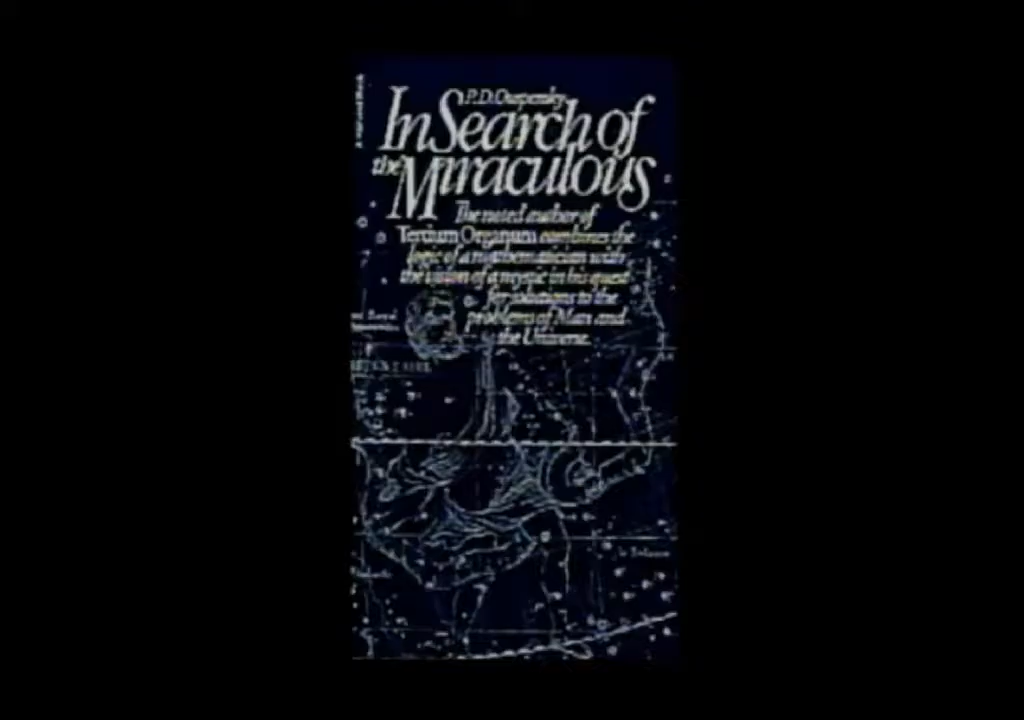 P.D. Ouspensky
In Search of
the Miraculous
The noted author of
Tertium Organum combines the
logic of a mathematician with
the vision of a mystic in his quest
for solutions to the
problems of Man and
the Universe.